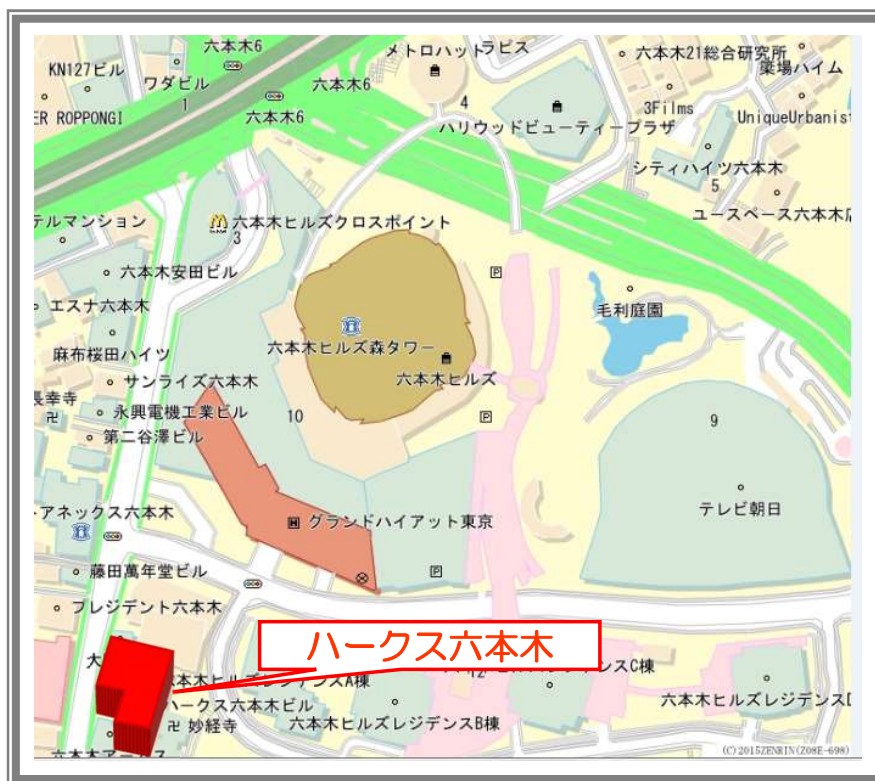 六本木6
メトロハット
ラピス
六本木21総合研究所
KN127ビル
ワダビル
1
六本木6
梁場ハイム
ER ROPPONGI
六本木6
4
3Films
UniqueUrbanist
ハリウッドビューティープラザ
シティハイツ六本木
5
テルマンション
六本木ヒルズクロスポイント
3
ユースペース六本木
六本木安田ビル
P
エスナ六本木
毛利庭園
麻布桜田ハイツ
六本木ヒルズ森タワー
サンライズ六本木
六本木ヒルズ
長幸寺
永興電機工業ビル
10
P
9
第二谷澤ビル
アネックス六本木
H
グランドハイアット東京
テレビ朝日
藤田萬年堂ビル
P
プレジデント六本木
ハークス六本木
大
本木ヒルズレジデンスA棟
12
ンスC棟
ハークス六本木ビル
六本木ヒルズレジデンス
妙経寺
六本木ヒルズレジデンスB棟
六本木アー
(C)2015ZENRIN(Z08E-698)